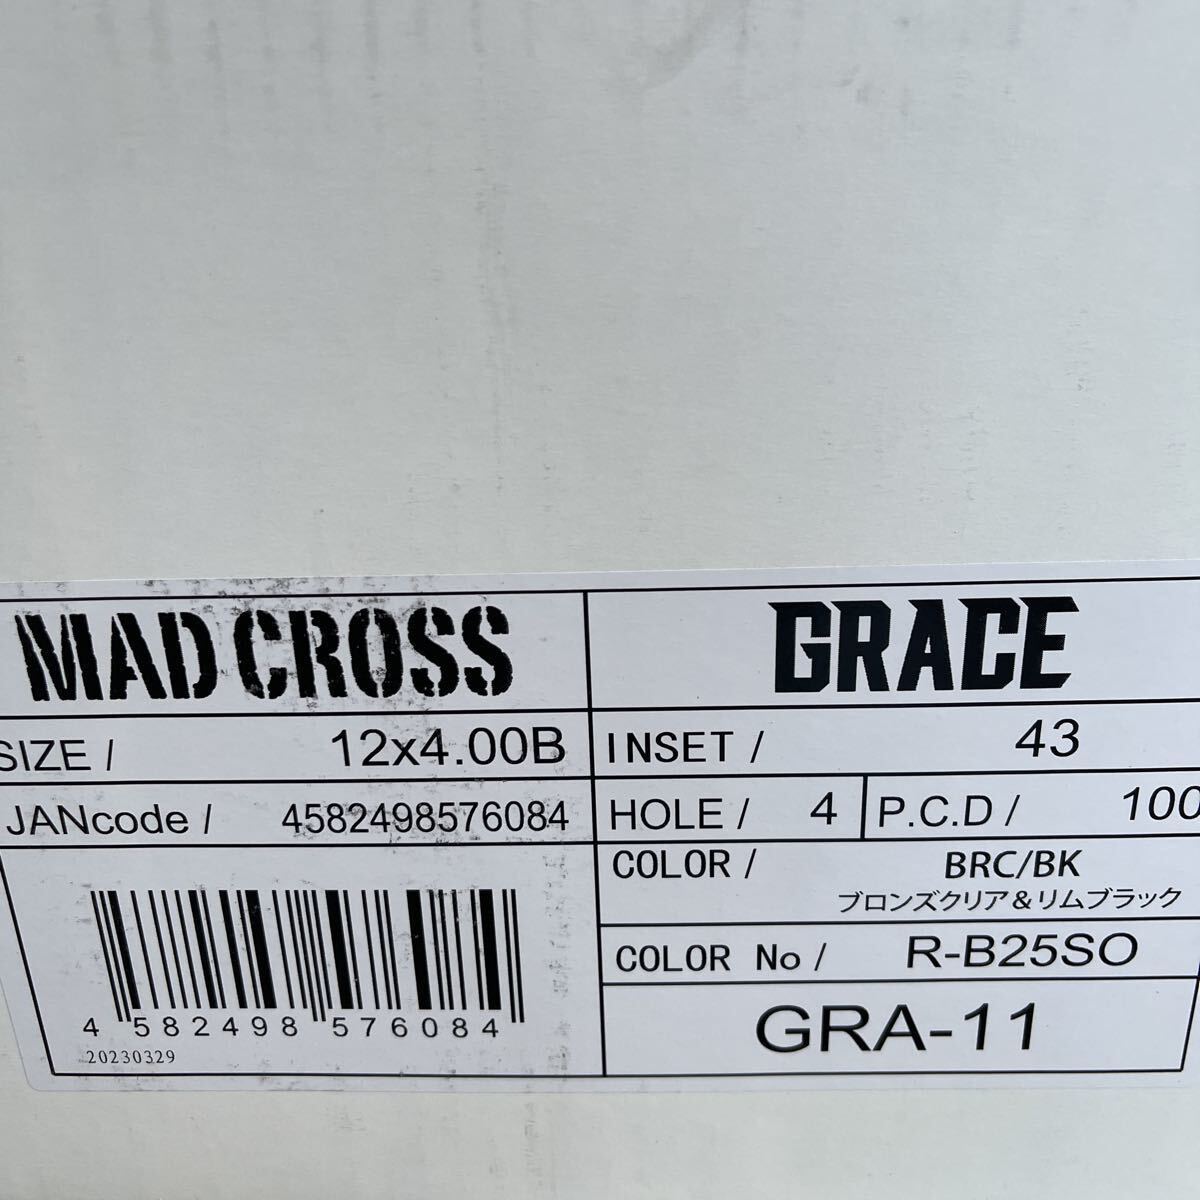 MAD CROSS
GRACE
SIZE / 12x4.00B
INSET / 43
JANcode / 4582498576084
HOLE / 4
P.C.D / 100
COLOR / BRC/BK
ブロンズクリア＆リムブラック
COLOR No / R-B25SO
GRA-11
4 582498 576084
20230329